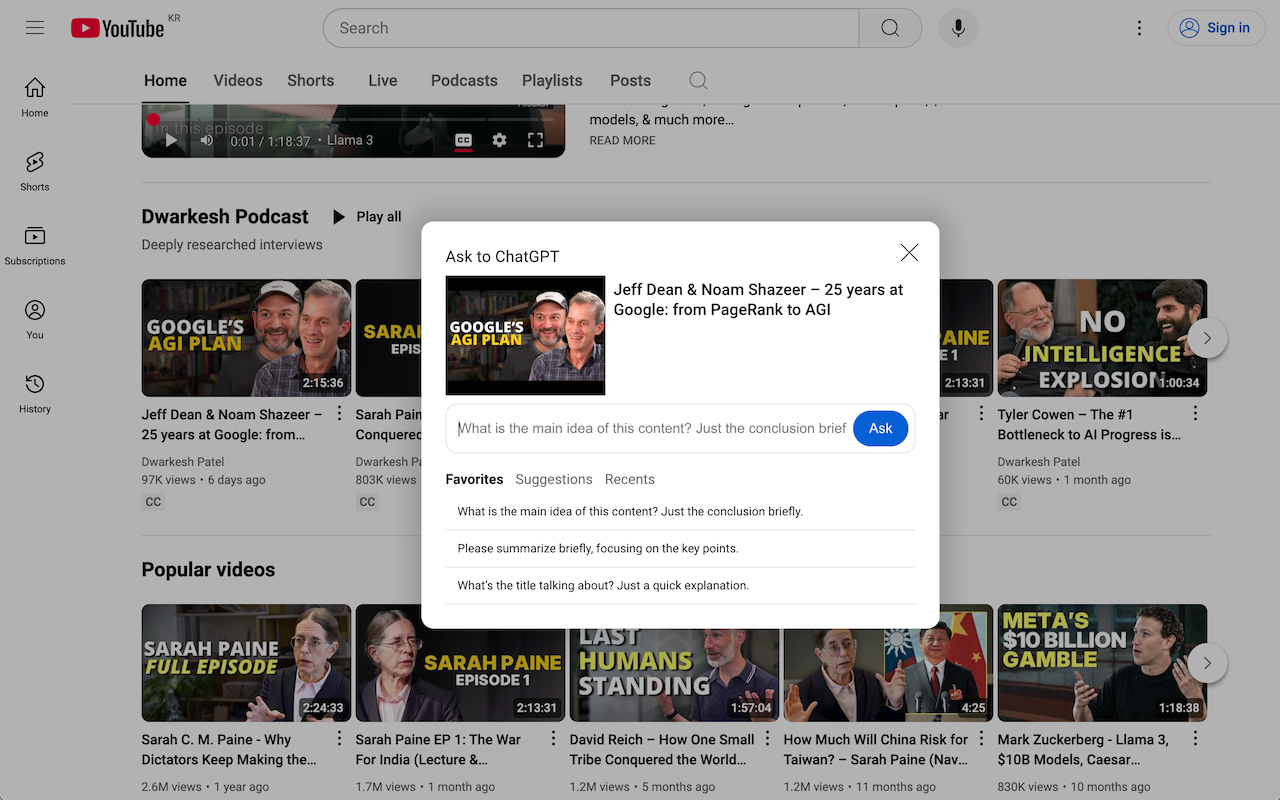 YouTube KR
Search
Sign in
Home
Videos
Shorts
Live
Podcasts
Playlists
Posts
Home
Shorts
Subscriptions
You
History
In this episode
0:01 / 1:18:37 • Llama 3
CC
models, & much more…
READ MORE
Dwarkesh Podcast
Play all
Deeply researched interviews
GOOGLE'S
AGI PLAN
2:15:36
Jeff Dean & Noam Shazeer –
25 years at Google: from…
Dwarkesh Patel
97K views • 6 days ago
CC
Dwarkesh
803K views
CC
2:13:31
NO
INTELLIGENCE
EXPLOSION
1:00:34
Tyler Cowen – The #1
Bottleneck to AI Progress is…
Dwarkesh Patel
60K views • 1 month ago
CC
Ask to ChatGPT
GOOGLE'S
AGI PLAN
Jeff Dean & Noam Shazeer – 25 years at
Google: from PageRank to AGI
What is the main idea of this content? Just the conclusion brief
Ask
Favorites
Suggestions
Recents
What is the main idea of this content? Just the conclusion briefly.
Please summarize briefly, focusing on the key points.
What's the title talking about? Just a quick explanation.
Popular videos
SARAH PAINE
FULL EPISODE
2:24:33
Sarah C. M. Paine - Why
Dictators Keep Making the…
2.6M views • 1 year ago
SARAH PAINE
EPISODE 1
2:13:31
Sarah Paine EP 1: The War
For India (Lecture &…
1.7M views • 1 month ago
LAST
HUMANS
STANDING
1:57:04
David Reich – How One Small
Tribe Conquered the World…
1.2M views • 5 months ago
4:25
How Much Will China Risk for
Taiwan? – Sarah Paine (Nav…
1.2M views • 11 months ago
META'S
$10 BILLION
GAMBLE
1:18:38
Mark Zuckerberg - Llama 3,
$10B Models, Caesar…
830K views • 10 months ago